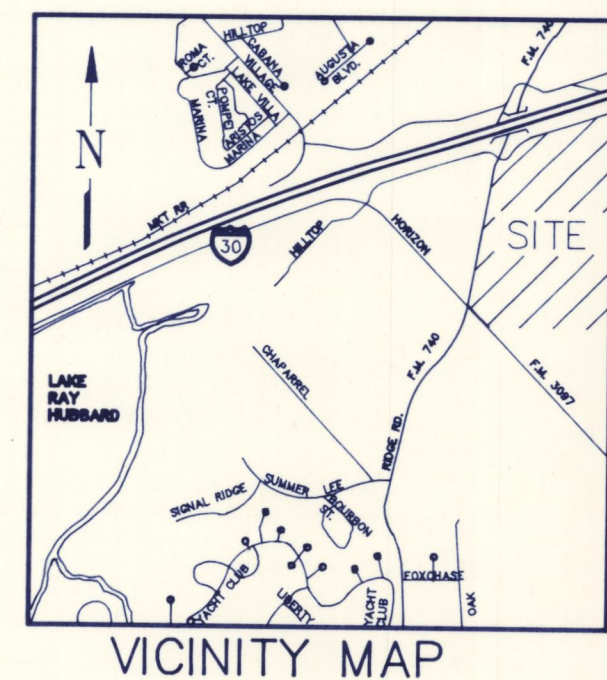 HILLTOP
F.M. 740
ROMA
CT.
CABANA
VILLAGE
AUGUSTA
BLVD.
LAKE VILLA
POMPEI
CT.
MARINA
ARISTOS
MARINA
N
MKT RR
30
HILLTOP
HORIZON
SITE
LAKE
RAY
HUBBARD
CHAPARREL
F.M. 740
RIDGE RD.
F.M. 3097
SIGNAL RIDGE
SUMMER LEE
BOURBON
ST.
YACHT CLUB
LIBERTY
YACHT
CLUB
FOXCHASE
OAK
VICINITY MAP